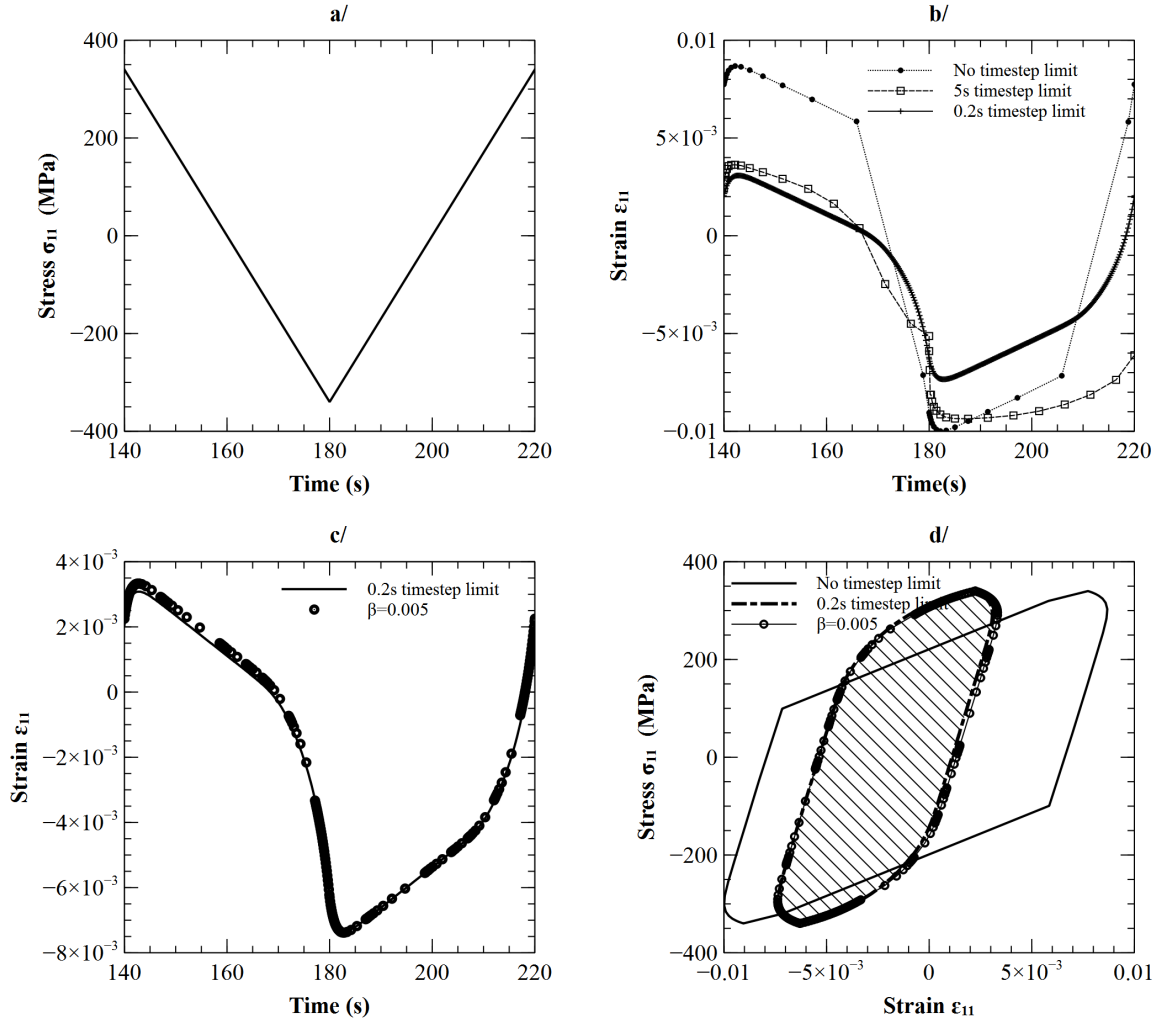 a/
400
200
0
−200
−400
140
160
180
200
220
Stress σ₁₁ (MPa)
Time (s)
b/
0.01
5×10⁻³
0
−5×10⁻³
−0.01
140
160
180
200
220
Strain ε₁₁
Time(s)
No timestep limit
5s timestep limit
0.2s timestep limit
c/
4×10⁻³
2×10⁻³
0
−2×10⁻³
−4×10⁻³
−6×10⁻³
−8×10⁻³
140
160
180
200
220
Strain ε₁₁
Time (s)
0.2s timestep limit
β=0.005
d/
400
200
0
−200
−400
−0.01
−5×10⁻³
0
5×10⁻³
0.01
Stress σ₁₁ (MPa)
Strain ε₁₁
No timestep limit
0.2s timestep limit
β=0.005